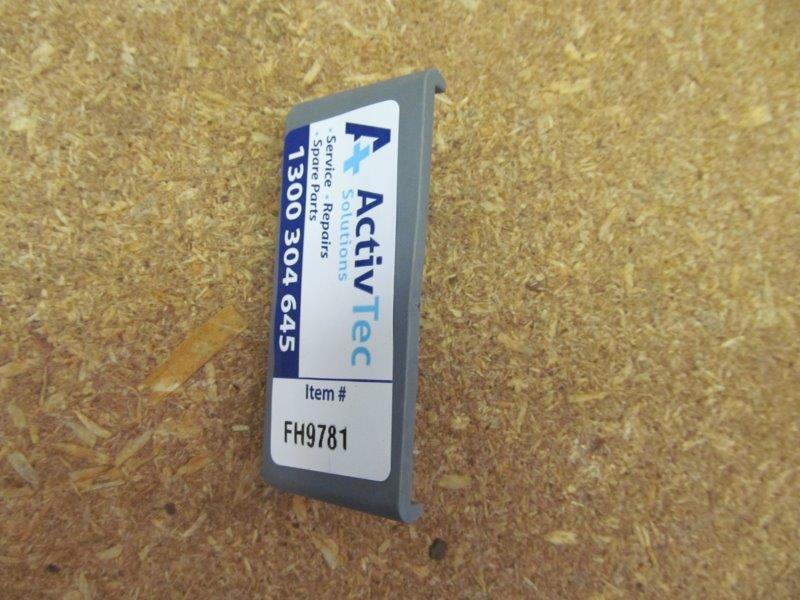 A+ ActivTec
Solutions
• Service • Repairs
• Spare Parts
1300 304 645
Item #
FH9781